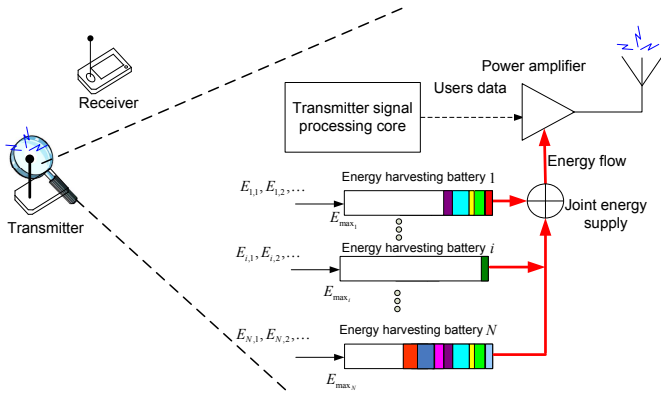 Receiver
Transmitter
Power amplifier
Users data
Transmitter signal
processing core
Energy flow
Joint energy
supply
Energy harvesting battery 1
E1,1, E1,2,...
Emax1
Energy harvesting battery i
Ei,1, Ei,2,...
Emaxi
Energy harvesting battery N
EN,1, EN,2,...
EmaxN